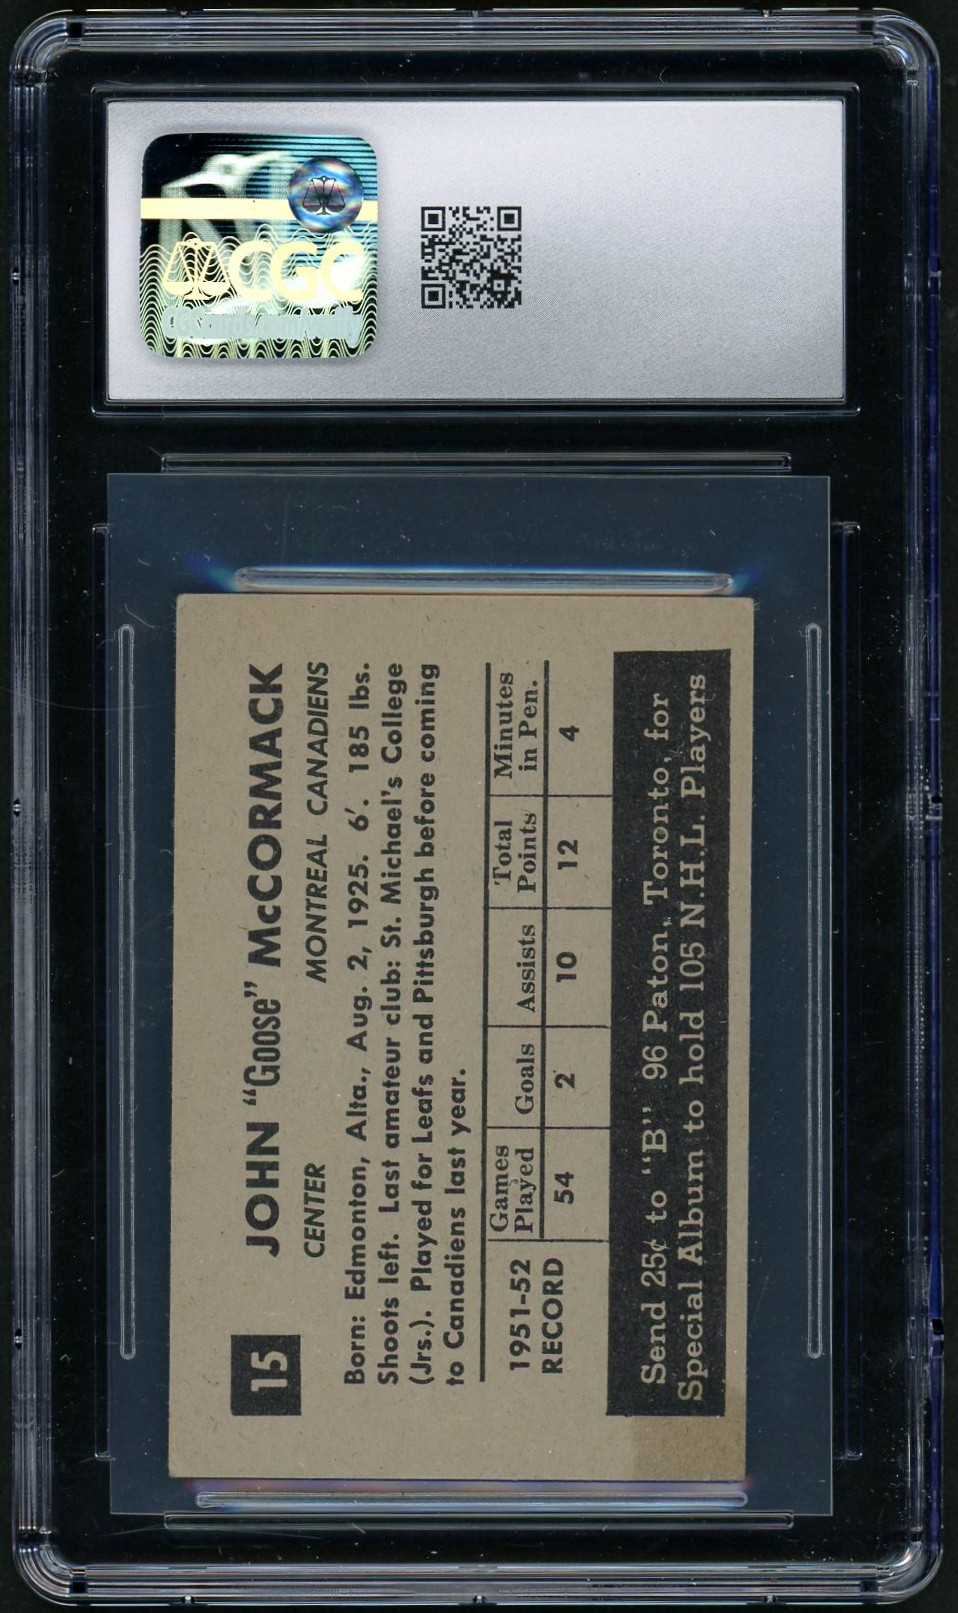 CGC
15
JOHN "GOOSE" McCORMACK
CENTER MONTREAL CANADIENS
Born: Edmonton, Alta., Aug. 2, 1925. 6'. 185 lbs.
Shoots left. Last amateur club: St. Michael's College
(Jrs.). Played for Leafs and Pittsburgh before coming
to Canadiens last year.
1951-52 RECORD
Games Played Goals Assists Total Points Minutes in Pen.
54 2 10 12 4
Send 25¢ to "B" 96 Paton, Toronto, for
Special Album to hold 105 N.H.L. Players